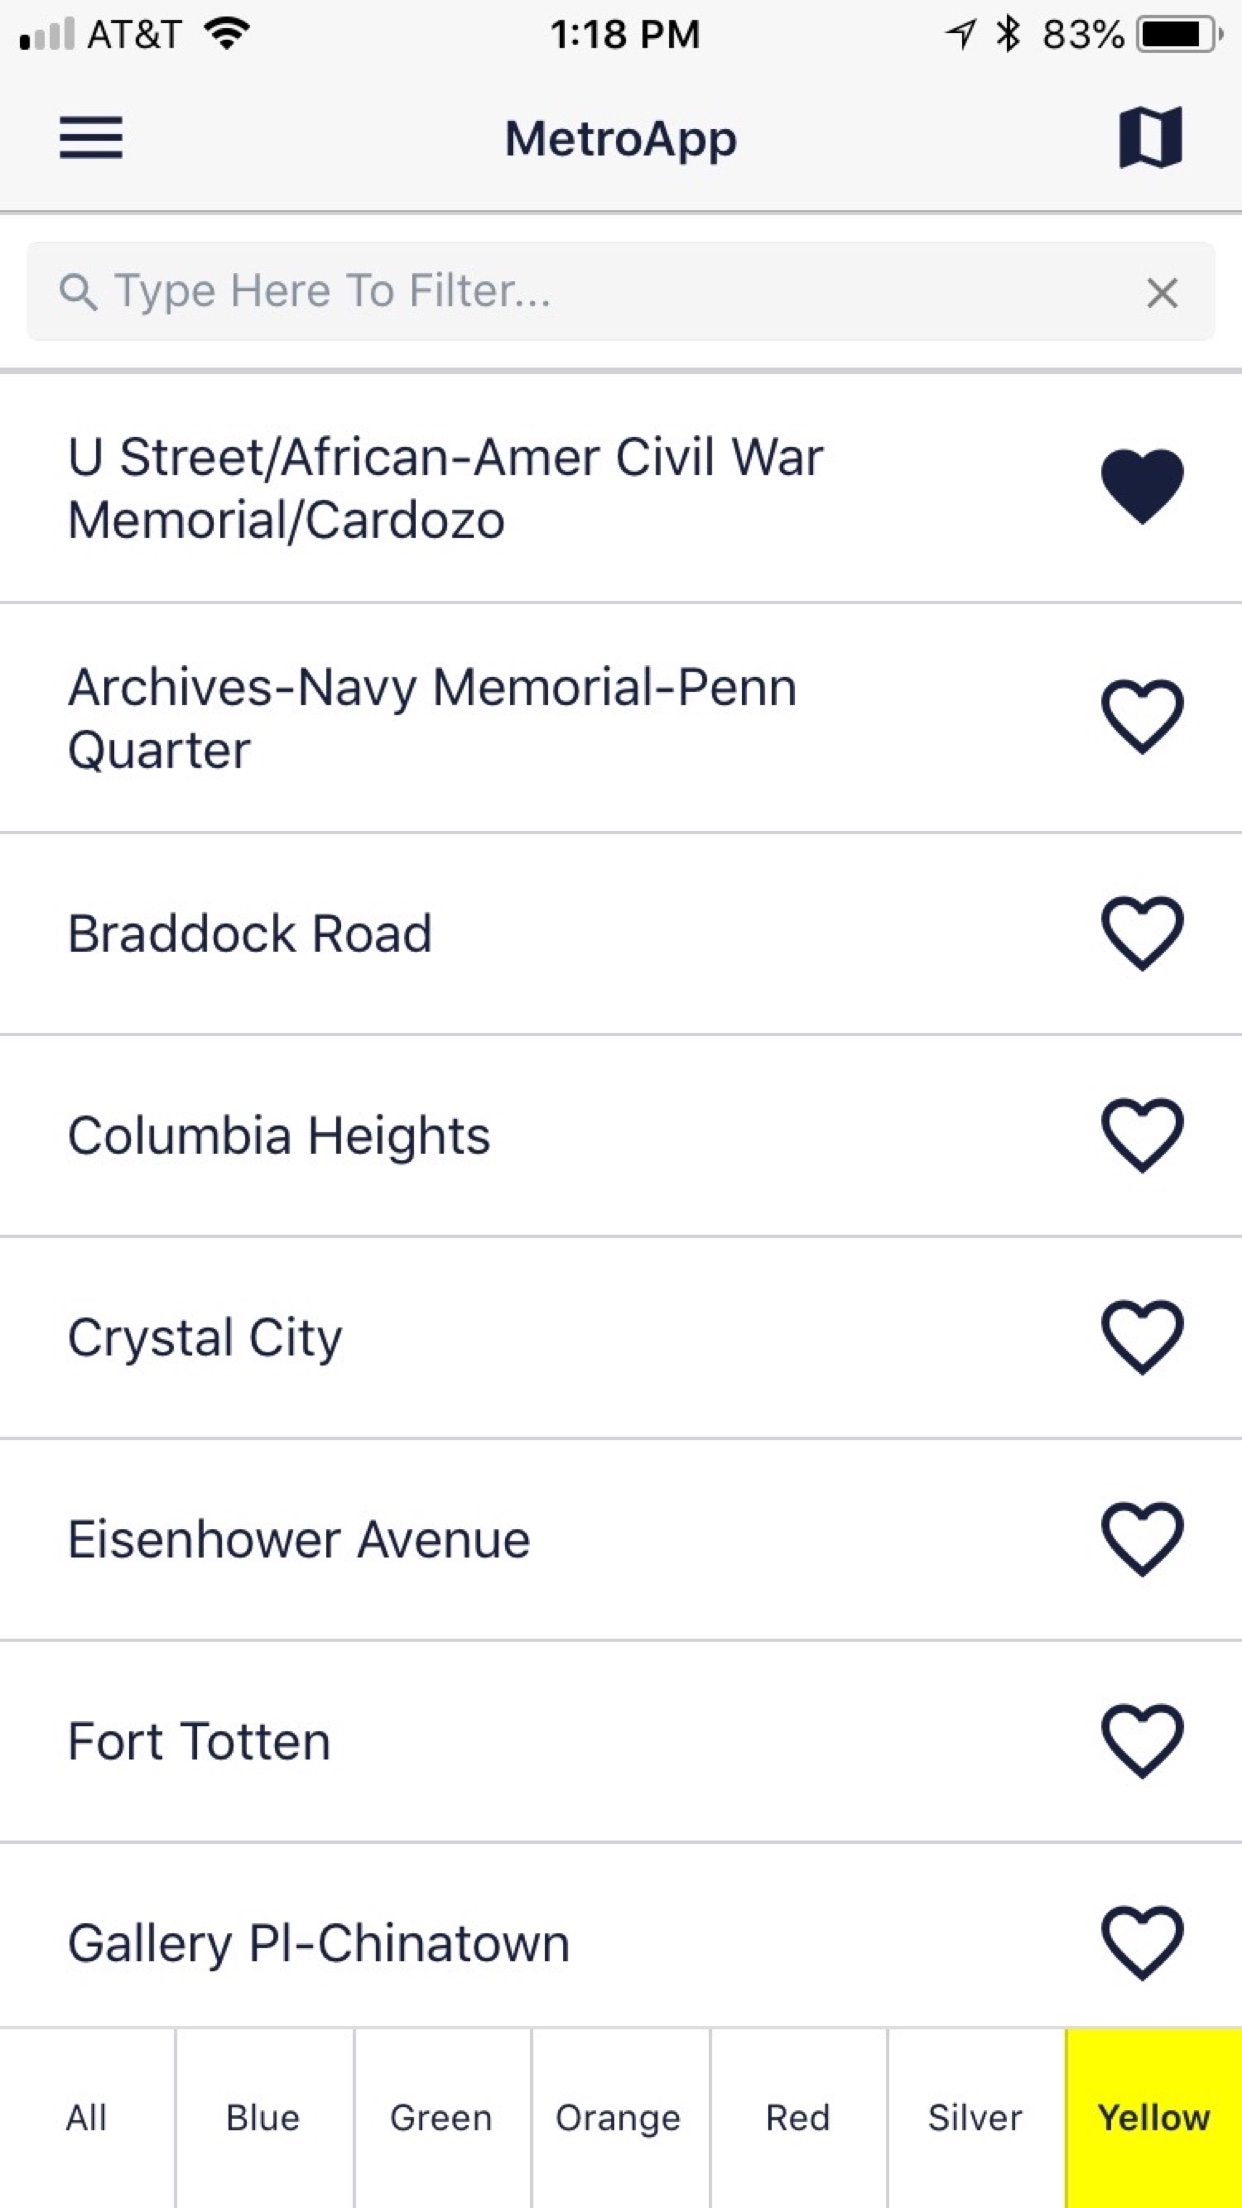 AT&T 1:18 PM 83%
MetroApp
Type Here To Filter...
U Street/African-Amer Civil War
Memorial/Cardozo
Archives-Navy Memorial-Penn
Quarter
Braddock Road
Columbia Heights
Crystal City
Eisenhower Avenue
Fort Totten
Gallery Pl-Chinatown
All Blue Green Orange Red Silver Yellow